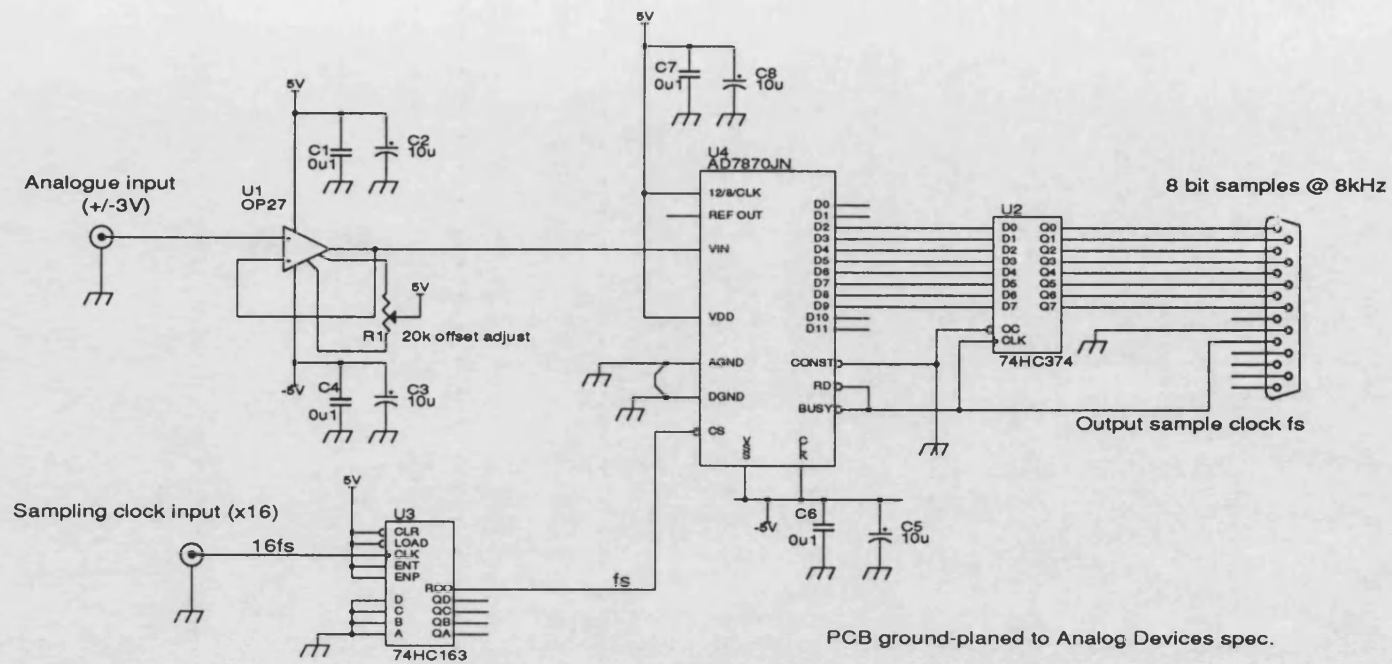 5V
C7
0u1
C8
10u
5V
C1
0u1
C2
10u
U4
AD7870JN
Analogue input
(+/-3V)
U1
OP27
12/8/CLK
REF OUT
VIN
VDD
AGND
DGND
CS
D0
D1
D2
D3
D4
D5
D6
D7
D8
D9
D10
D11
CONST
RD
BUSY
VSS
CLK
8 bit samples @ 8kHz
U2
D0
D1
D2
D3
D4
D5
D6
D7
OC
CLK
Q0
Q1
Q2
Q3
Q4
Q5
Q6
Q7
74HC374
5V
R1
20k offset adjust
-5V
C4
0u1
C3
10u
Output sample clock fs
-5V
C6
0u1
C5
10u
5V
Sampling clock input (x16)
16fs
U3
CLR
LOAD
CLK
ENT
ENP
RCO
D
C
B
A
QD
QC
QB
QA
74HC163
fs
PCB ground-planed to Analog Devices spec.